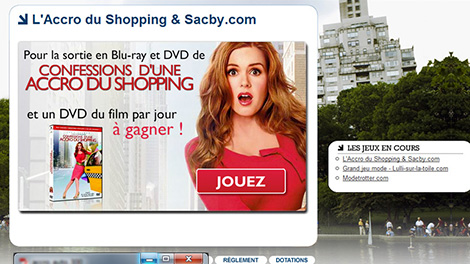 L'Accro du Shopping & Sacby.com
Pour la sortie en Blu-ray et DVD de
CONFESSIONS D'UNE
ACCRO DU SHOPPING
et un DVD du film par jour
à gagner !
JOUEZ
LES JEUX EN COURS
L'Accro du Shopping & Sacby.com
Grand jeu mode - Lulli-sur-la-toile.com
Modetrotter.com
RÈGLEMENT
DOTATIONS